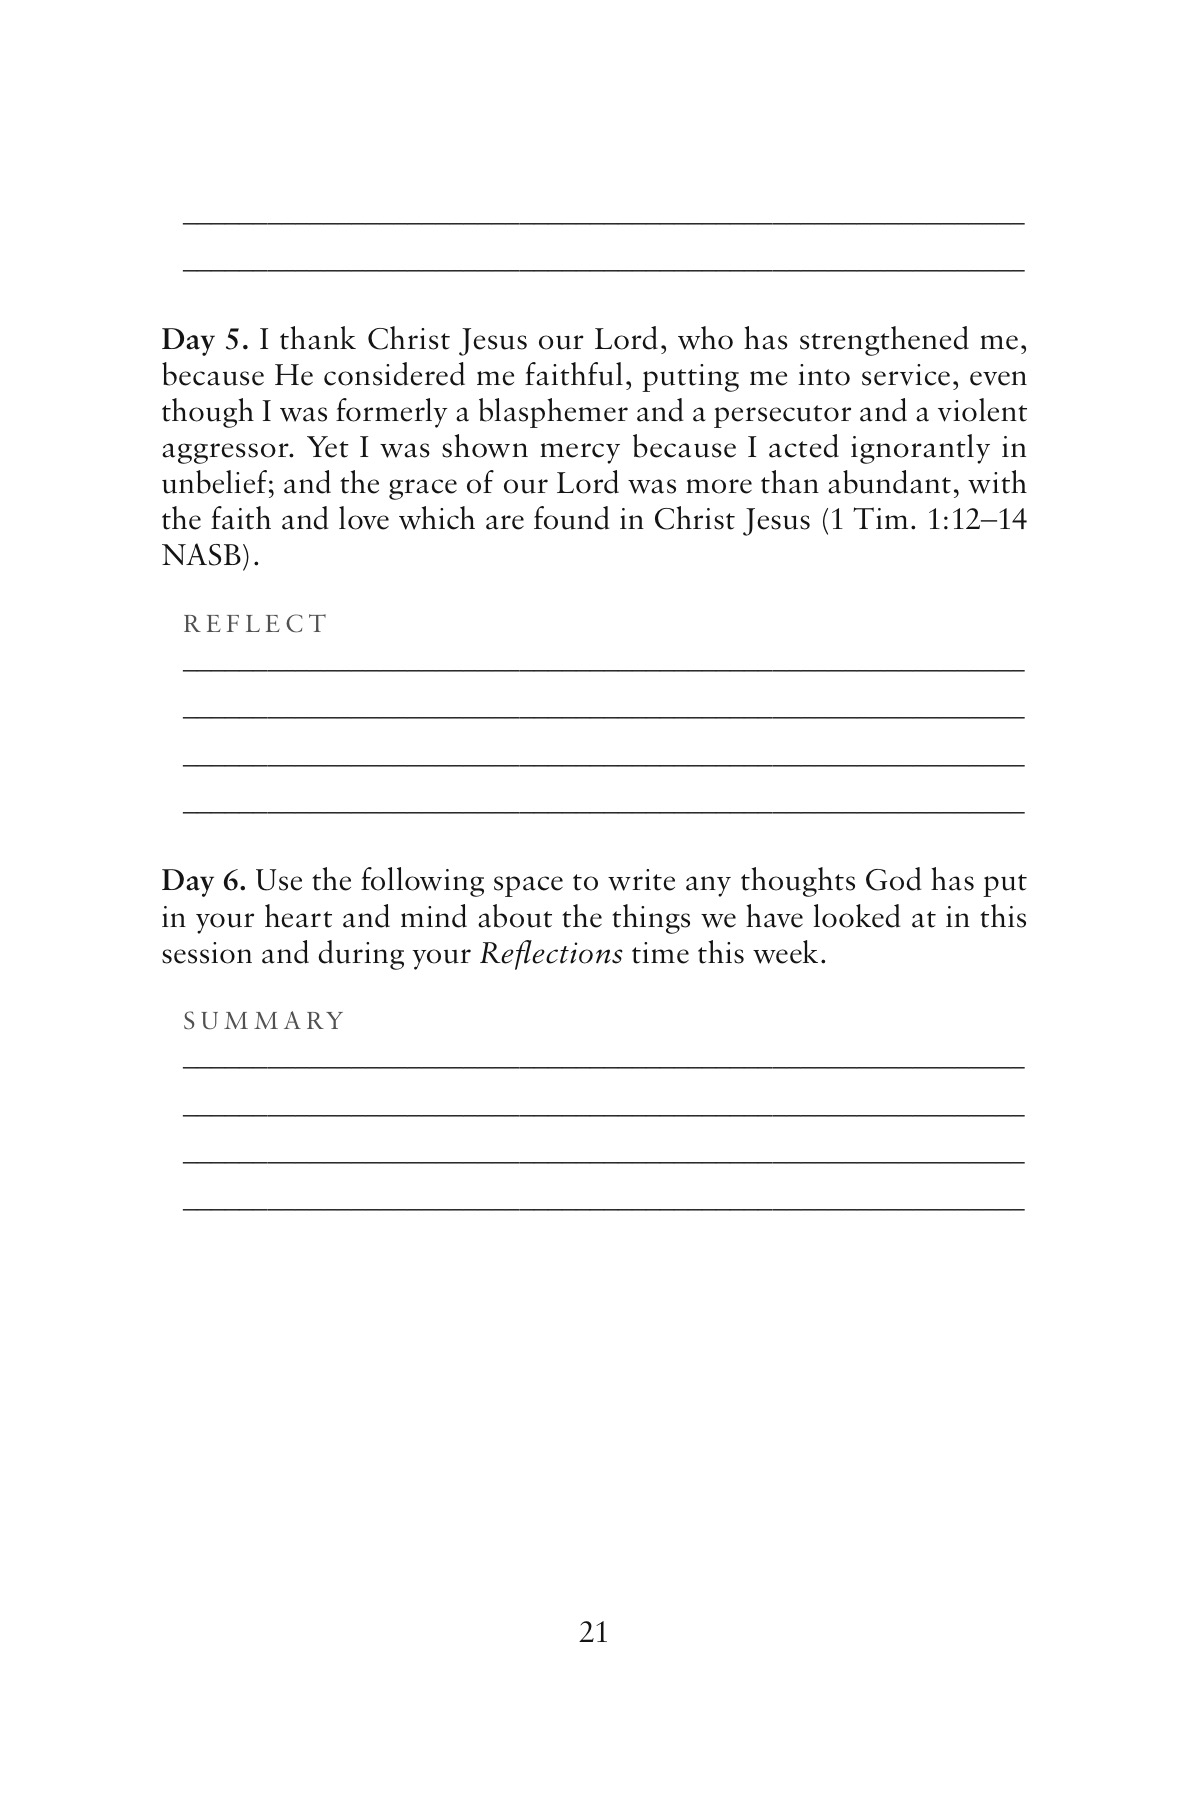 Day 5. I thank Christ Jesus our Lord, who has strengthened me,
because He considered me faithful, putting me into service, even
though I was formerly a blasphemer and a persecutor and a violent
aggressor. Yet I was shown mercy because I acted ignorantly in
unbelief; and the grace of our Lord was more than abundant, with
the faith and love which are found in Christ Jesus (1 Tim. 1:12–14
NASB).
REFLECT
Day 6. Use the following space to write any thoughts God has put
in your heart and mind about the things we have looked at in this
session and during your Reflections time this week.
SUMMARY
21